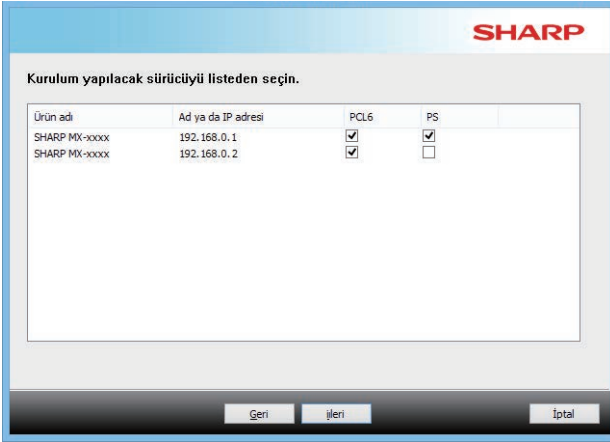 SHARP
Kurulum yapılacak sürücüyü listeden seçin.
Ürün adı Ad ya da IP adresi PCL6 PS
SHARP MX-xxxx 192.168.0.1
SHARP MX-xxxx 192.168.0.2
Geri İileri İptal